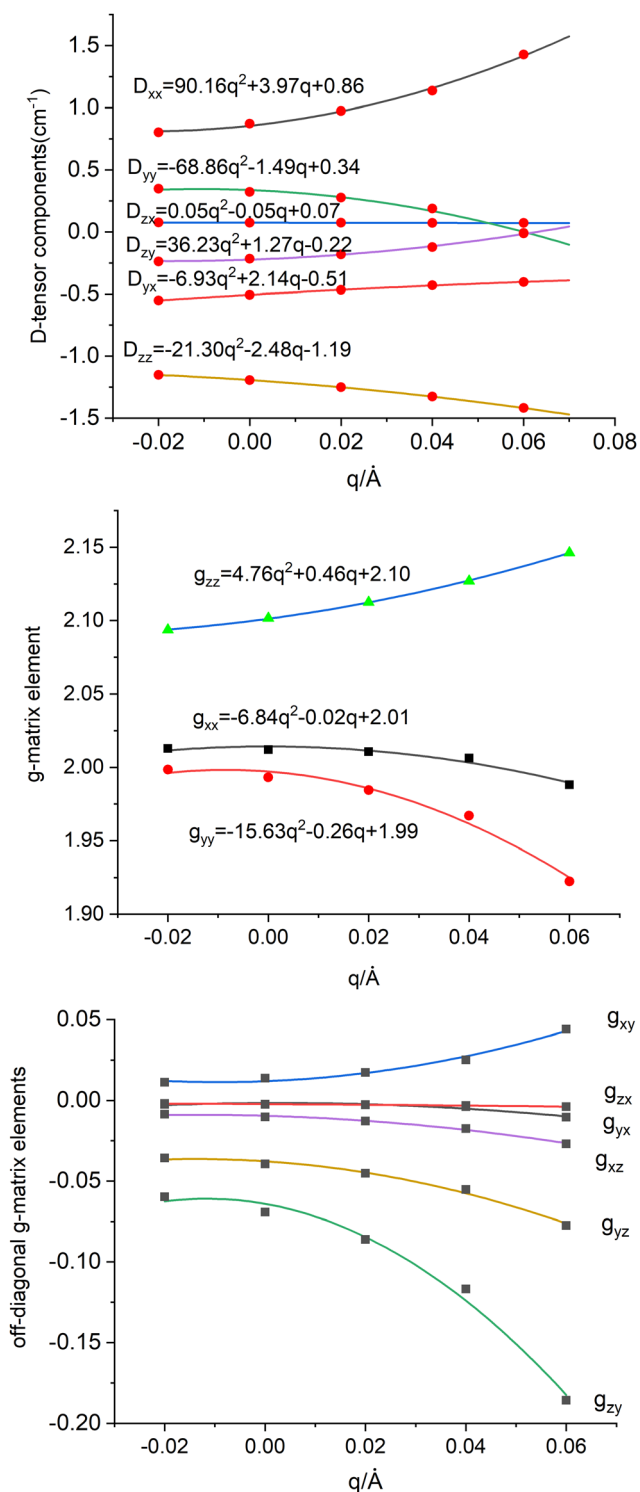 D-tensor components(cm⁻¹)
1.5
1.0
0.5
0.0
-0.5
-1.0
-1.5
Dxx=90.16q²+3.97q+0.86
Dyy=-68.86q²-1.49q+0.34
Dzx=0.05q²-0.05q+0.07
Dzy=36.23q²+1.27q-0.22
Dyx=-6.93q²+2.14q-0.51
Dzz=-21.30q²-2.48q-1.19
-0.02 0.00 0.02 0.04 0.06 0.08
q/Å
g-matrix element
2.15
2.10
2.05
2.00
1.95
1.90
gzz=4.76q²+0.46q+2.10
gxx=-6.84q²-0.02q+2.01
gyy=-15.63q²-0.26q+1.99
-0.02 0.00 0.02 0.04 0.06
q/Å
off-diagonal g-matrix elements
0.05
0.00
-0.05
-0.10
-0.15
-0.20
gxy
gzx
gyx
gxz
gyz
gzy
-0.02 0.00 0.02 0.04 0.06
q/Å